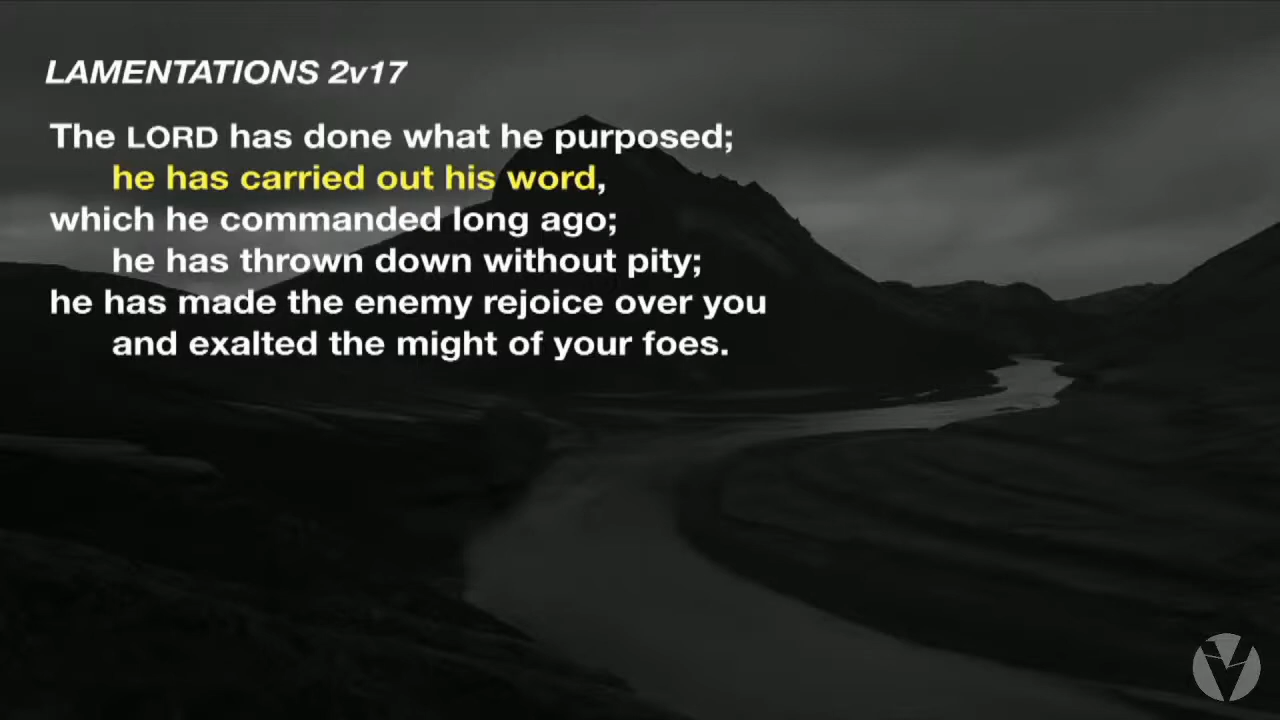 LAMENTATIONS 2v17
The LORD has done what he purposed;
he has carried out his word,
which he commanded long ago;
he has thrown down without pity;
he has made the enemy rejoice over you
and exalted the might of your foes.